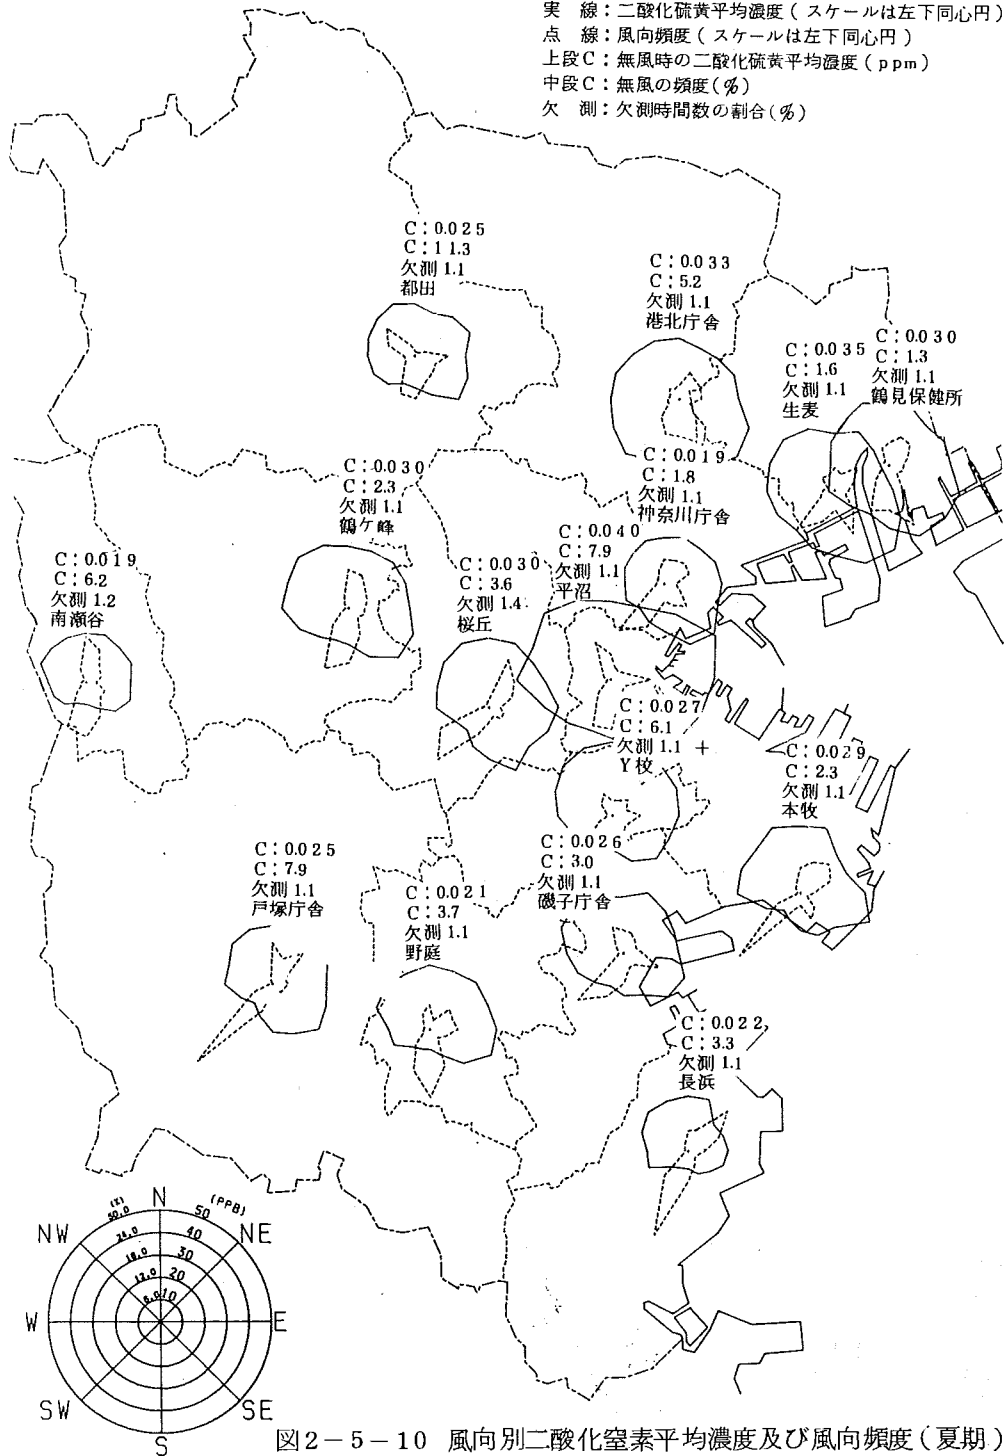 実線：二酸化硫黄平均濃度（スケールは左下同心円）
点線：風向頻度（スケールは左下同心円）
上段C：無風時の二酸化硫黄平均濃度（ppm）
中段C：無風の頻度（%）
欠測：欠測時間数の割合（%）
C：0.025
C：11.3
欠測 1.1
都田
C：0.033
C：5.2
欠測 1.1
港北庁舎
C：0.030
C：1.3
欠測 1.1
鶴見保健所
C：0.035
C：1.6
欠測 1.1
生麦
C：0.019
C：1.8
欠測 1.1
神奈川庁舎
C：0.030
C：2.3
欠測 1.1
鶴ケ峰
C：0.040
C：7.9
欠測 1.1
平沼
C：0.030
C：3.6
欠測 1.4
桜丘
C：0.019
C：6.2
欠測 1.2
南瀬谷
C：0.027
C：6.1
欠測 1.1
Y校
C：0.029
C：2.3
欠測 1.1
本牧
C：0.026
C：3.0
欠測 1.1
磯子庁舎
C：0.025
C：7.9
欠測 1.1
戸塚庁舎
C：0.021
C：3.7
欠測 1.1
野庭
C：0.022
C：3.3
欠測 1.1
長浜
N
(%)
(PPB)
30.0
50
NW
NE
24.0
40
18.0
30
12.0
20
6.0
10
W
E
SW
SE
S
図2－5－10 風向別二酸化窒素平均濃度及び風向頻度（夏期）